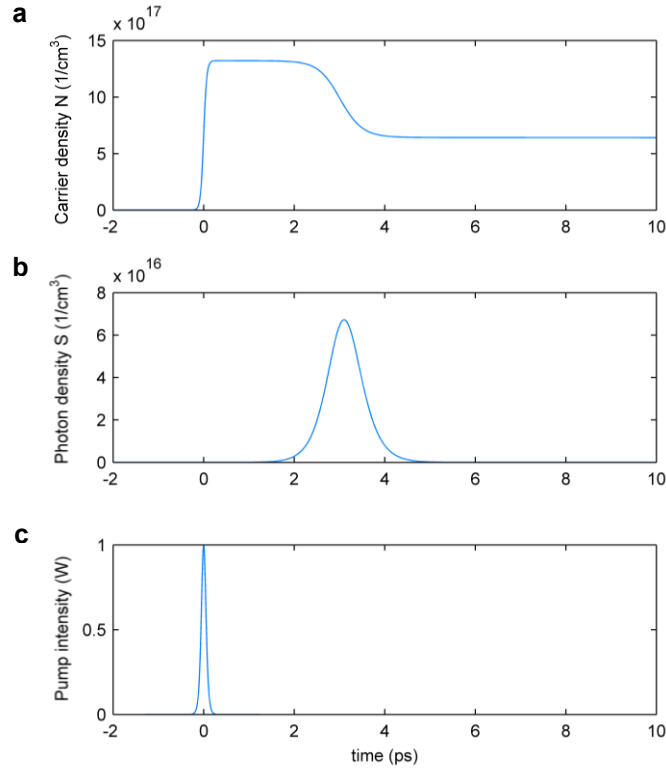 a
x 10^17
Carrier density N (1/cm^3)
15
10
5
0
-2 0 2 4 6 8 10
b
x 10^16
Photon density S (1/cm^3)
8
6
4
2
0
-2 0 2 4 6 8 10
c
Pump intensity (W)
1
0.5
0
-2 0 2 4 6 8 10
time (ps)